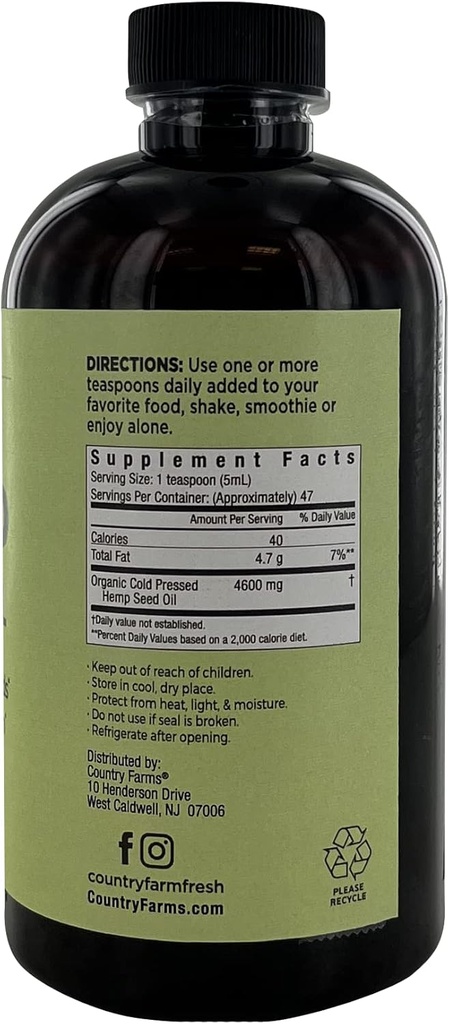 DIRECTIONS: Use one or more
teaspoons daily added to your
favorite food, shake, smoothie or
enjoy alone.
Supplement Facts
Serving Size: 1 teaspoon (5mL)
Servings Per Container: (Approximately) 47
Amount Per Serving % Daily Value
Calories 40
Total Fat 4.7 g 7%**
Organic Cold Pressed 4600 mg †
Hemp Seed Oil
†Daily value not established.
**Percent Daily Values based on a 2,000 calorie diet.
· Keep out of reach of children.
· Store in cool, dry place.
· Protect from heat, light, & moisture.
· Do not use if seal is broken.
· Refrigerate after opening.
Distributed by:
Country Farms®
10 Henderson Drive
West Caldwell, NJ 07006
countryfarmfresh
CountryFarms.com
PLEASE
RECYCLE